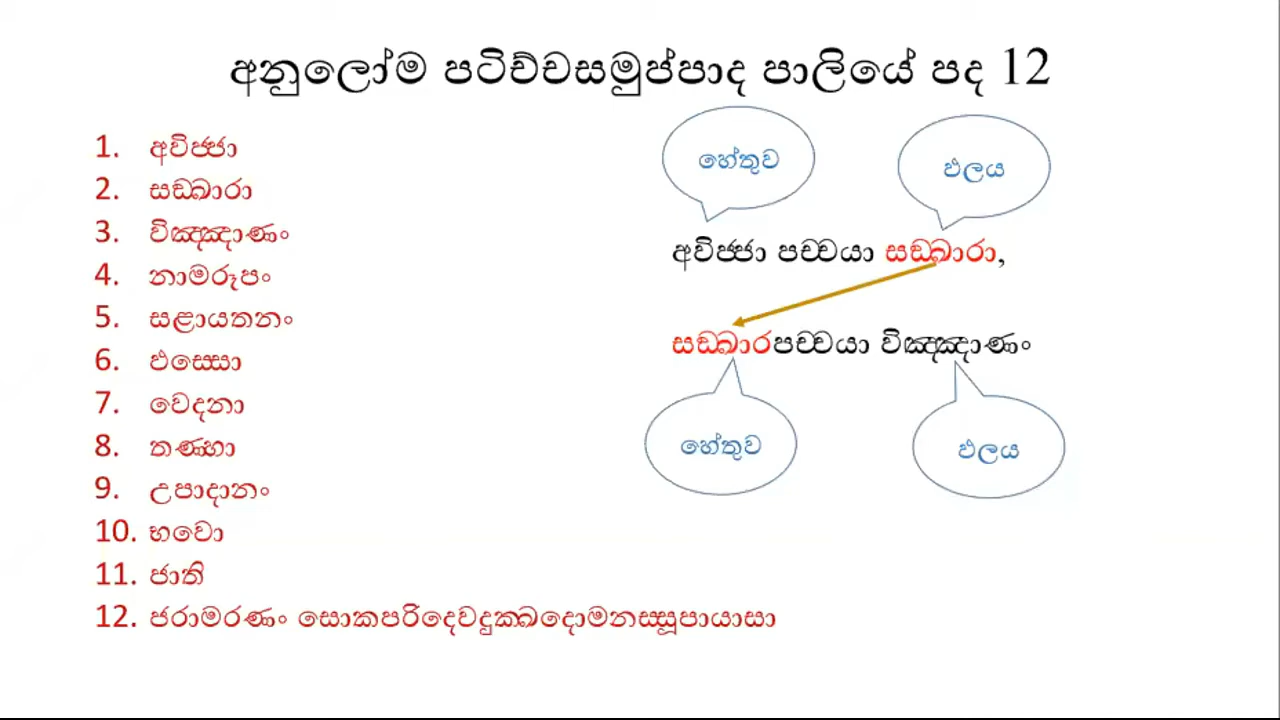 අනුලෝම පටිච්චසමුප්පාද පාලියේ පද 12
1. අවිජ්ජා
2. සඞ්ඛාරා
3. විඤ්ඤාණං
4. නාමරූපං
5. සළායතනං
6. ඵස්සො
7. වෙදනා
8. තණ්හා
9. උපාදානං
10. භවො
11. ජාති
12. ජරාමරණං සොකපරිදෙවදුක්ඛදොමනස්සූපායාසා
හේතුව
ඵලය
අවිජ්ජා පච්චයා සඞ්ඛාරා,
සඞ්ඛාරපච්චයා විඤ්ඤාණං
හේතුව
ඵලය